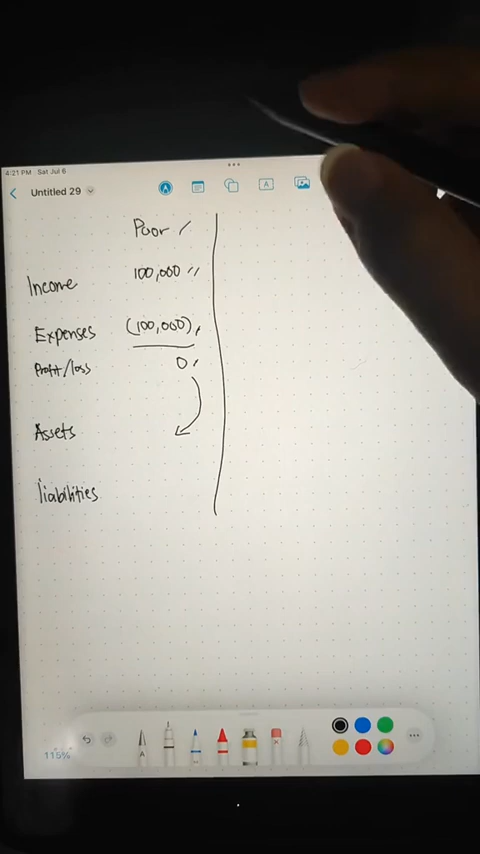 4:21 PM Sat Jul 6
Untitled 29
A
Poor
Income 100,000
Expenses (100,000)
Profit/loss 0
Assets
liabilities
115%
A